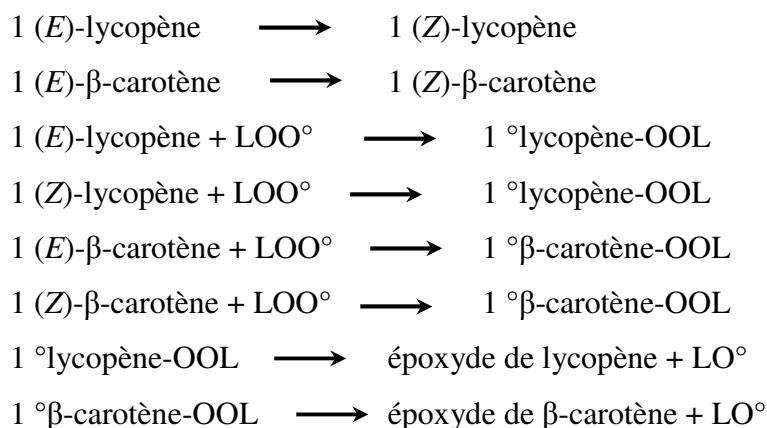 1 (E)-lycopène ⟶ 1 (Z)-lycopène
1 (E)-β-carotène ⟶ 1 (Z)-β-carotène
1 (E)-lycopène + LOO° ⟶ 1 °lycopène-OOL
1 (Z)-lycopène + LOO° ⟶ 1 °lycopène-OOL
1 (E)-β-carotène + LOO° ⟶ 1 °β-carotène-OOL
1 (Z)-β-carotène + LOO° ⟶ 1 °β-carotène-OOL
1 °lycopène-OOL ⟶ époxyde de lycopène + LO°
1 °β-carotène-OOL ⟶ époxyde de β-carotène + LO°